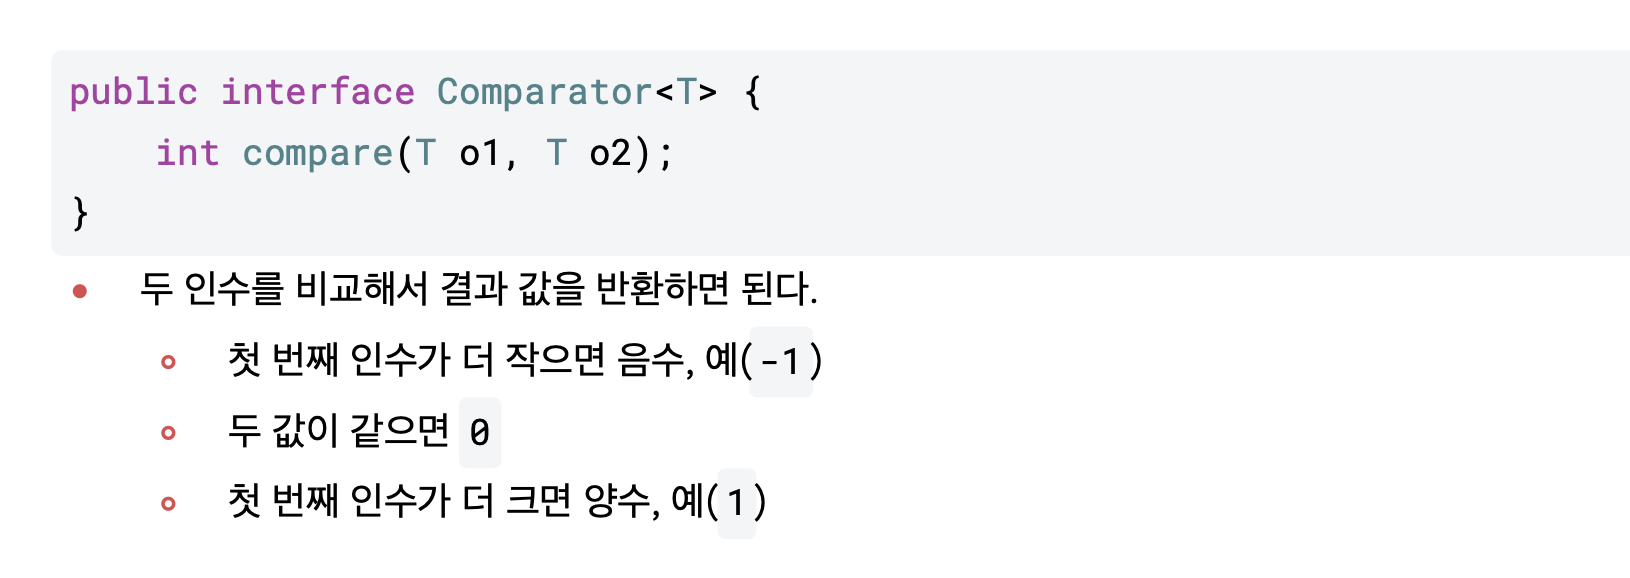 public interface Comparator<T> {
    int compare(T o1, T o2);
}
• 두 인수를 비교해서 결과 값을 반환하면 된다.
◦ 첫 번째 인수가 더 작으면 음수, 예(-1)
◦ 두 값이 같으면 0
◦ 첫 번째 인수가 더 크면 양수, 예(1)